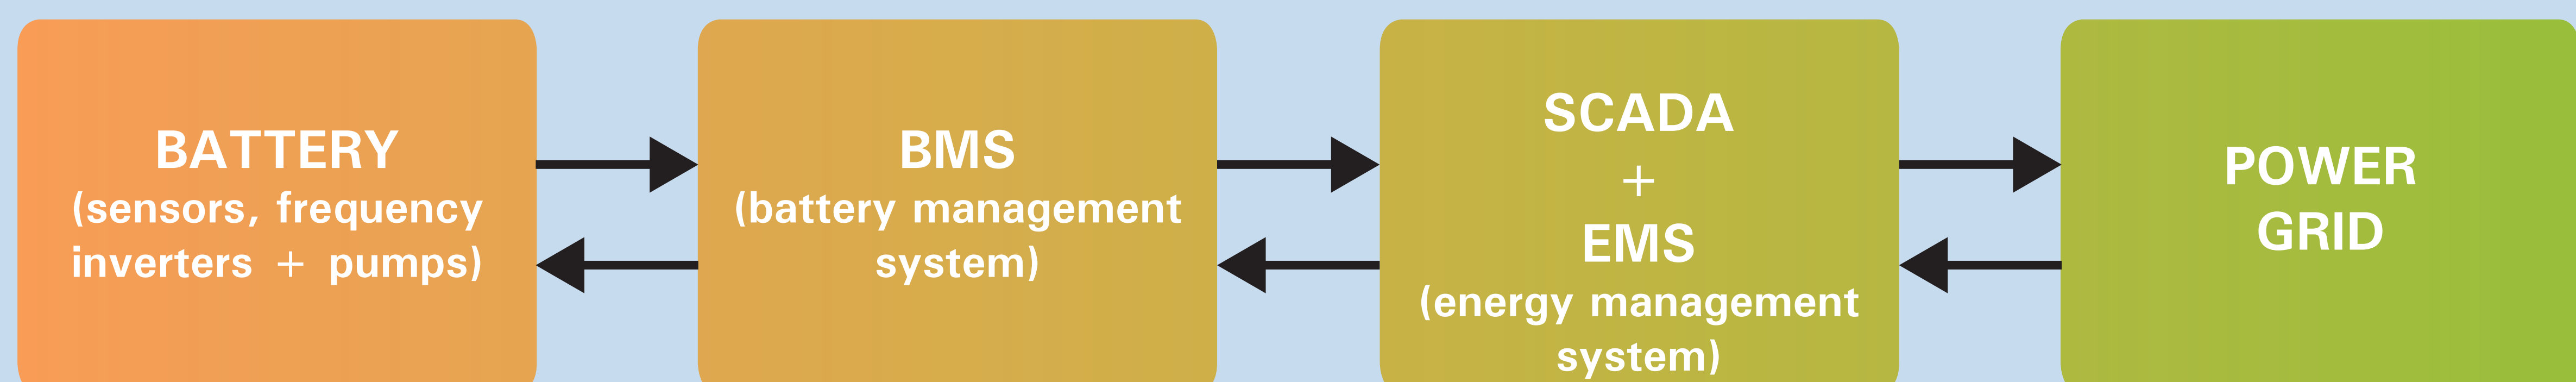 BATTERY
(sensors, frequency
inverters + pumps)
BMS
(battery management
system)
SCADA
+
EMS
(energy management
system)
POWER
GRID